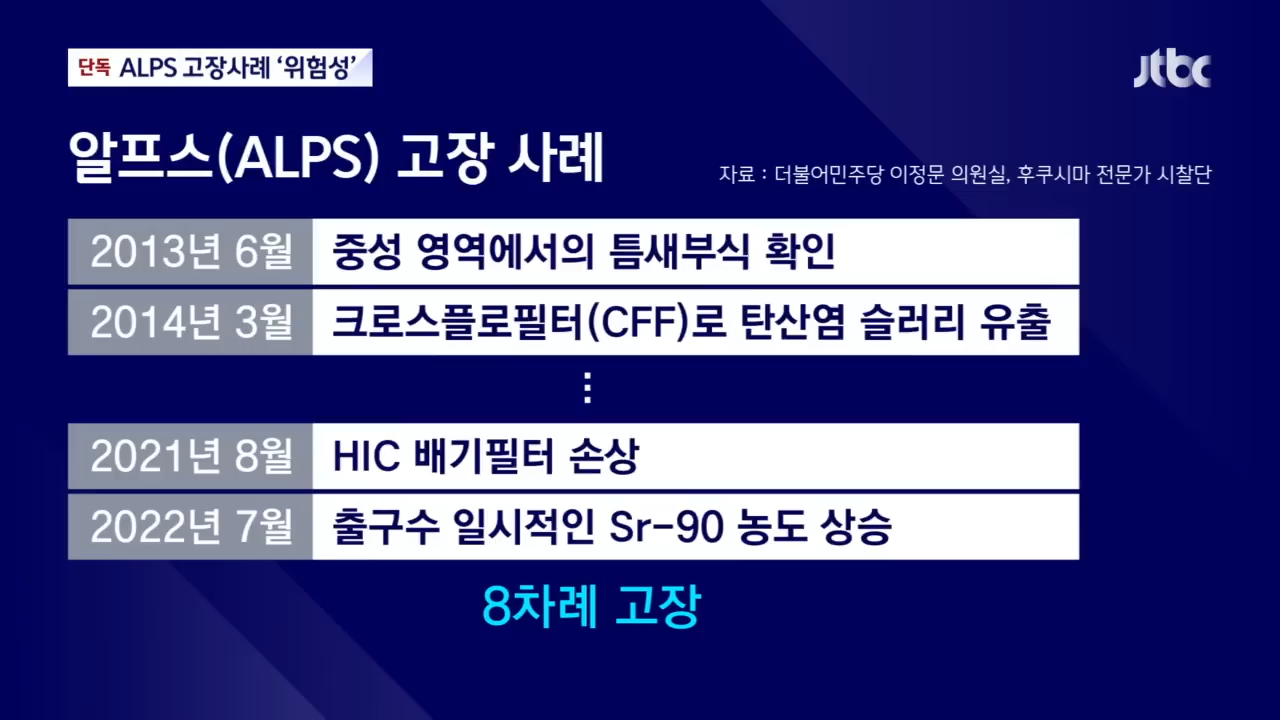 단독 ALPS 고장사례 ‘위험성’
jtbc
알프스(ALPS) 고장 사례
자료 : 더불어민주당 이정문 의원실, 후쿠시마 전문가 시찰단
2013년 6월 중성 영역에서의 틈새부식 확인
2014년 3월 크로스플로필터(CFF)로 탄산염 슬러리 유출
⋮
2021년 8월 HIC 배기필터 손상
2022년 7월 출구수 일시적인 Sr-90 농도 상승
8차례 고장